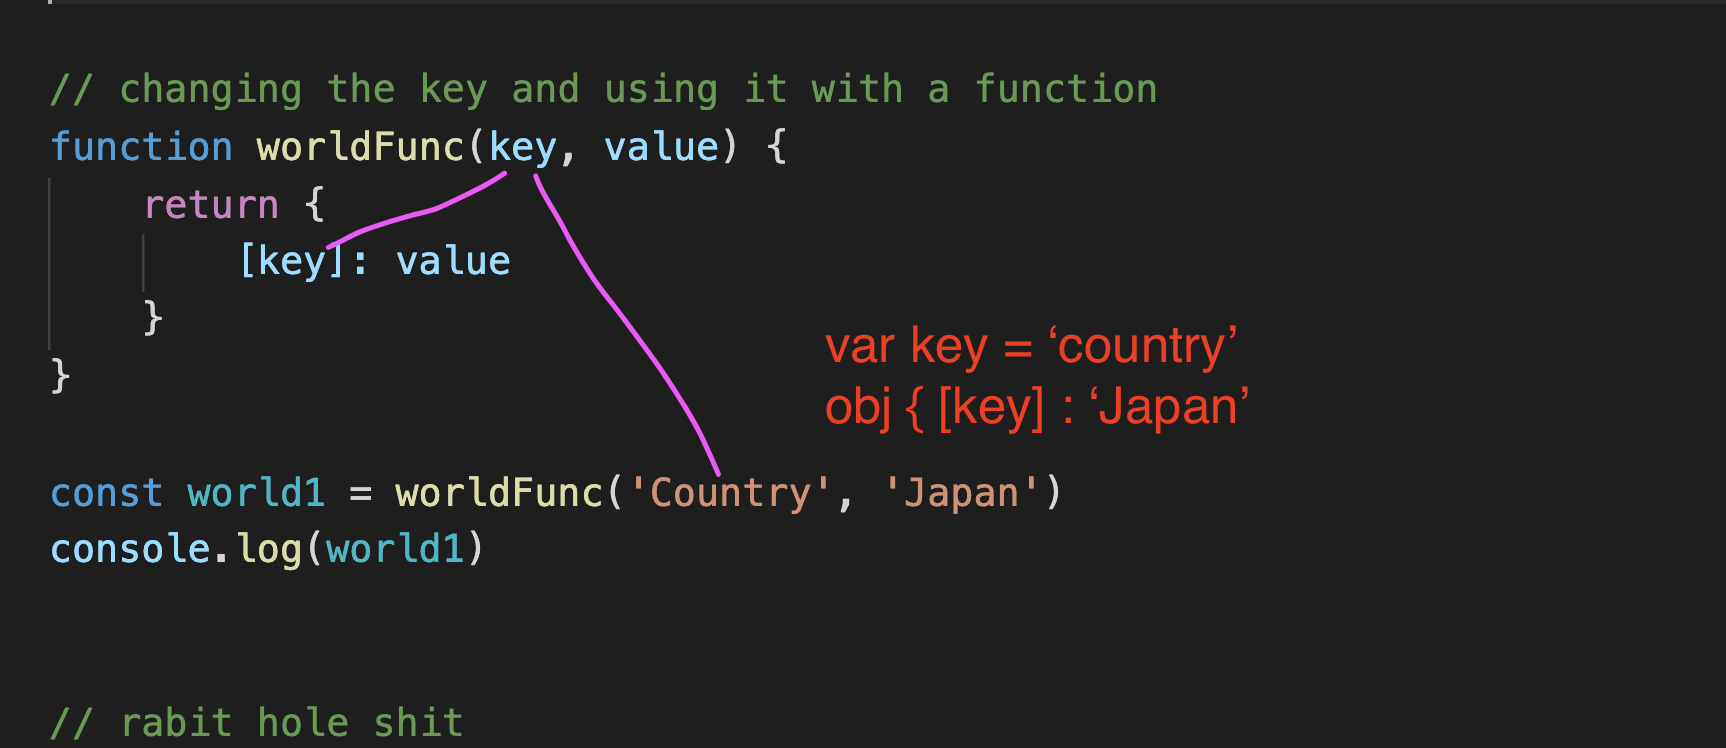 // changing the key and using it with a function
function worldFunc(key, value) {
return {
[key]: value
}
}
var key = ‘country’
obj { [key] : ‘Japan’
const world1 = worldFunc('Country', 'Japan')
console.log(world1)
// rabit hole shit